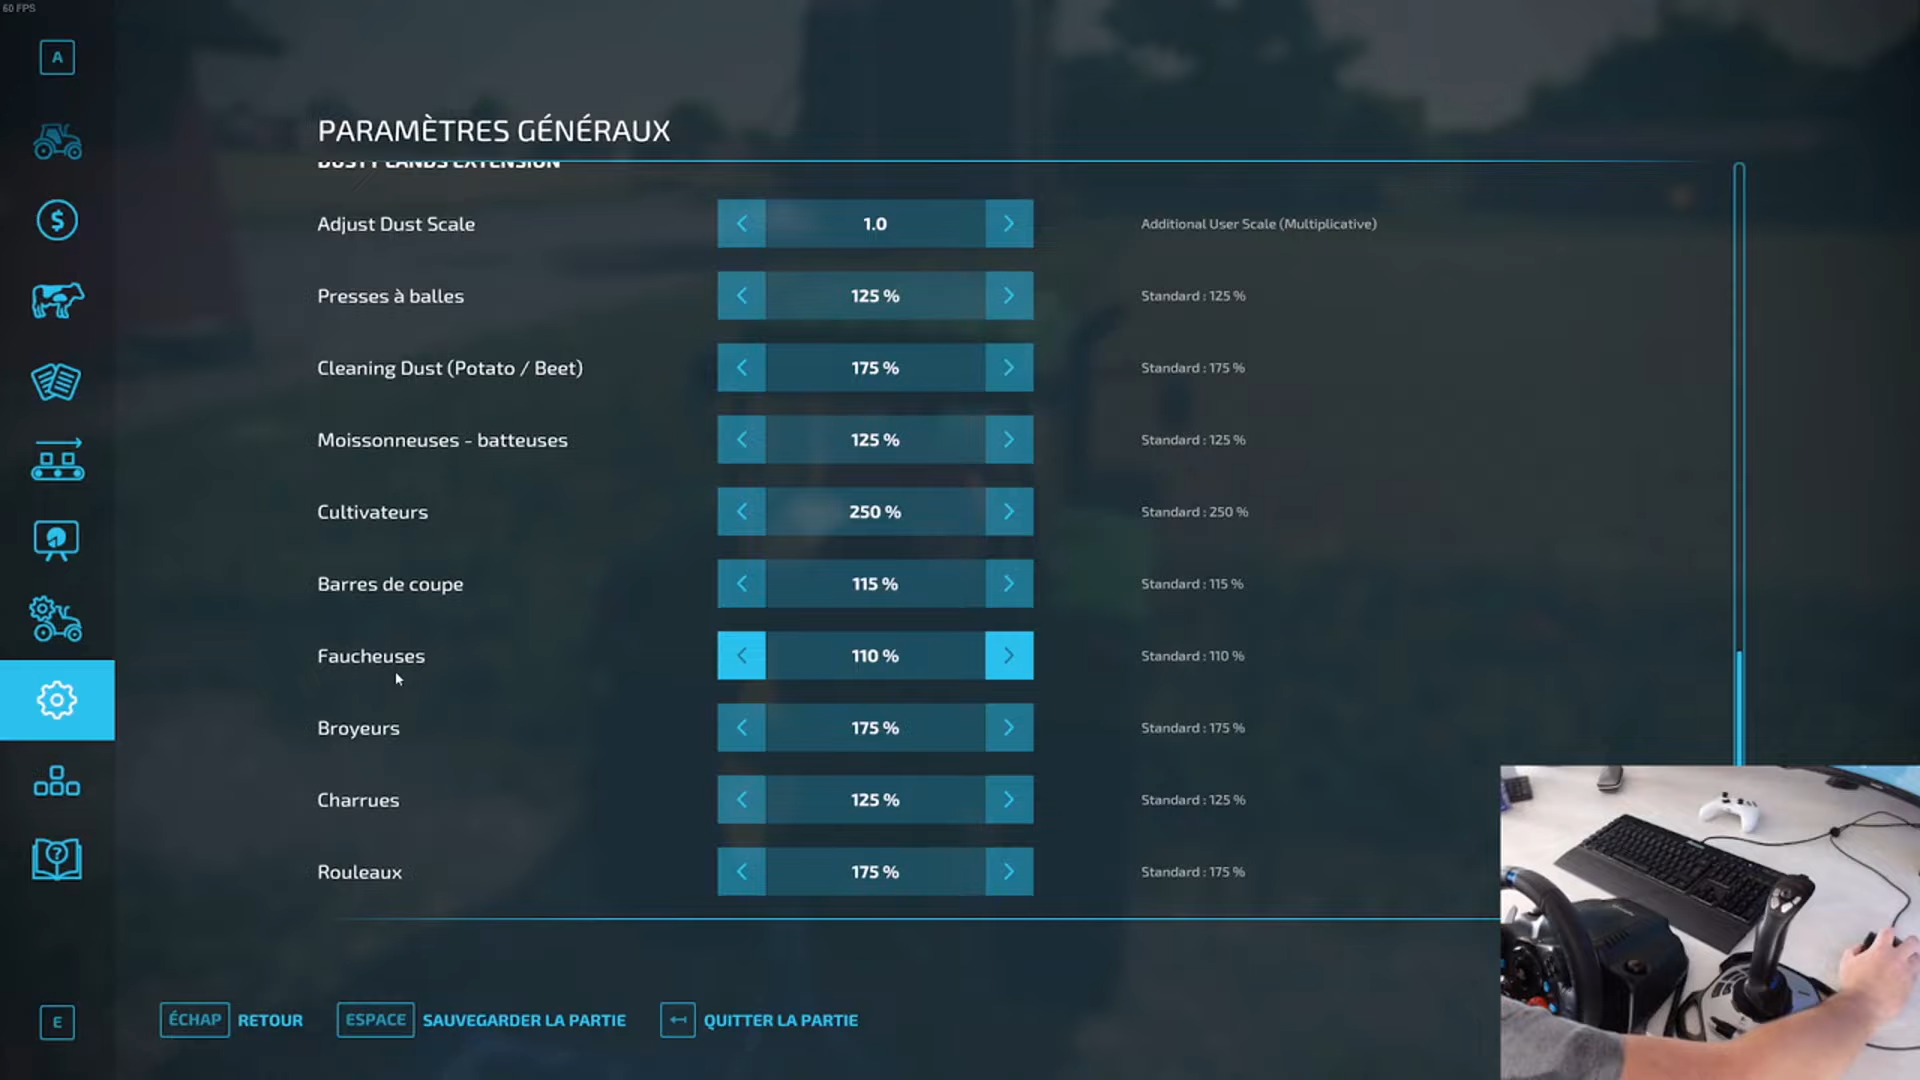 60 FPS
A
PARAMÈTRES GÉNÉRAUX
DUSTY LANDS EXTENSION
Adjust Dust Scale 1.0 Additional User Scale (Multiplicative)
Presses à balles 125 % Standard : 125 %
Cleaning Dust (Potato / Beet) 175 % Standard : 175 %
Moissonneuses - batteuses 125 % Standard : 125 %
Cultivateurs 250 % Standard : 250 %
Barres de coupe 115 % Standard : 115 %
Faucheuses 110 % Standard : 110 %
Broyeurs 175 % Standard : 175 %
Charrues 125 % Standard : 125 %
Rouleaux 175 % Standard : 175 %
E
ÉCHAP RETOUR ESPACE SAUVEGARDER LA PARTIE QUITTER LA PARTIE